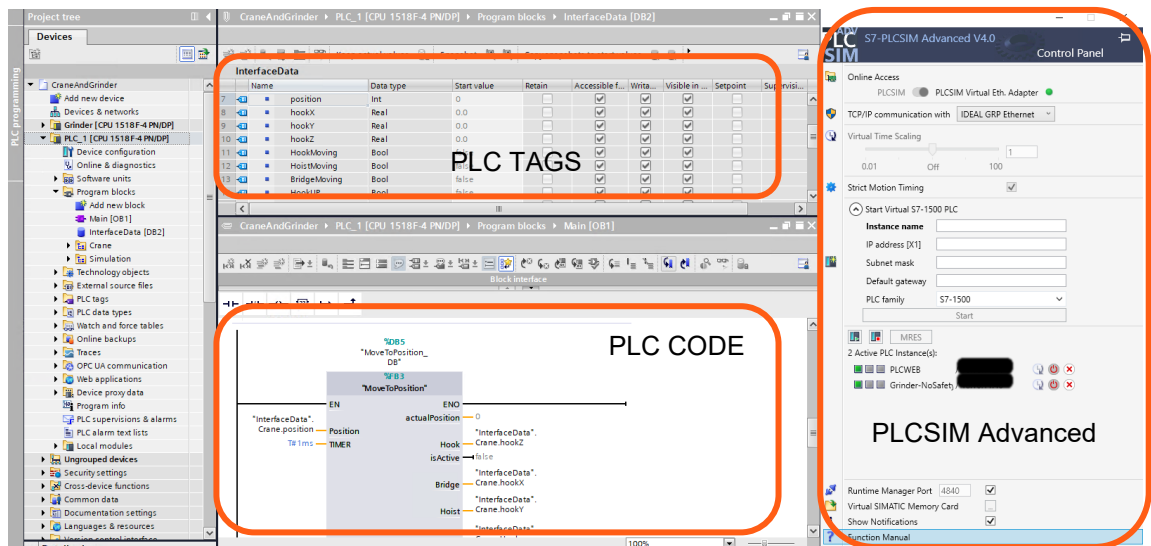 Project tree
Devices
PLC programming
CraneAndGrinder
Add new device
Devices & networks
Grinder [CPU 1518F-4 PN/DP]
PLC_1 [CPU 1518F-4 PN/DP]
Device configuration
Online & diagnostics
Software units
Program blocks
Add new block
Main [OB1]
InterfaceData [DB2]
Crane
Simulation
Technology objects
External source files
PLC tags
PLC data types
Watch and force tables
Online backups
Traces
OPC UA communication
Web applications
Device proxy data
Program info
PLC supervisions & alarms
PLC alarm text lists
Local modules
Ungrouped devices
Security settings
Cross-device functions
Common data
Documentation settings
Languages & resources
Version control interface
CraneAndGrinder PLC_1 [CPU 1518F-4 PN/DP] Program blocks InterfaceData [DB2]
InterfaceData
Name Data type Start value Retain Accessible f... Writa... Visible in ... Setpoint Supervisi...
7 position Int 0
8 hookX Real 0.0
9 hookY Real 0.0
10 hookZ Real 0.0
11 HookMoving Bool
12 HoistMoving Bool
13 BridgeMoving Bool false
HookUP Bool false
PLC TAGS
CraneAndGrinder PLC_1 [CPU 1518F-4 PN/DP] Program blocks Main [OB1]
Block interface
PLC CODE
%DB5
"MoveToPosition_
DB"
%FB3
"MoveToPosition"
EN ENO
"InterfaceData".
Crane.position Position
T#1ms TIMER
actualPosition 0
"InterfaceData".
Hook Crane.hookZ
isActive false
"InterfaceData".
Bridge Crane.hookX
"InterfaceData".
Hoist Crane.hookY
"InterfaceData".
100%
PLC SIM ADV
S7-PLCSIM Advanced V4.0
Control Panel
Online Access
PLCSIM PLCSIM Virtual Eth. Adapter
TCP/IP communication with IDEAL GRP Ethernet
Virtual Time Scaling
1
0.01 Off 100
Strict Motion Timing
Start Virtual S7-1500 PLC
Instance name
IP address [X1]
Subnet mask
Default gateway
PLC family S7-1500
Start
MRES
2 Active PLC Instance(s):
PLCWEB
Grinder-NoSafety
PLCSIM Advanced
Runtime Manager Port 4840
Virtual SIMATIC Memory Card
Show Notifications
Function Manual